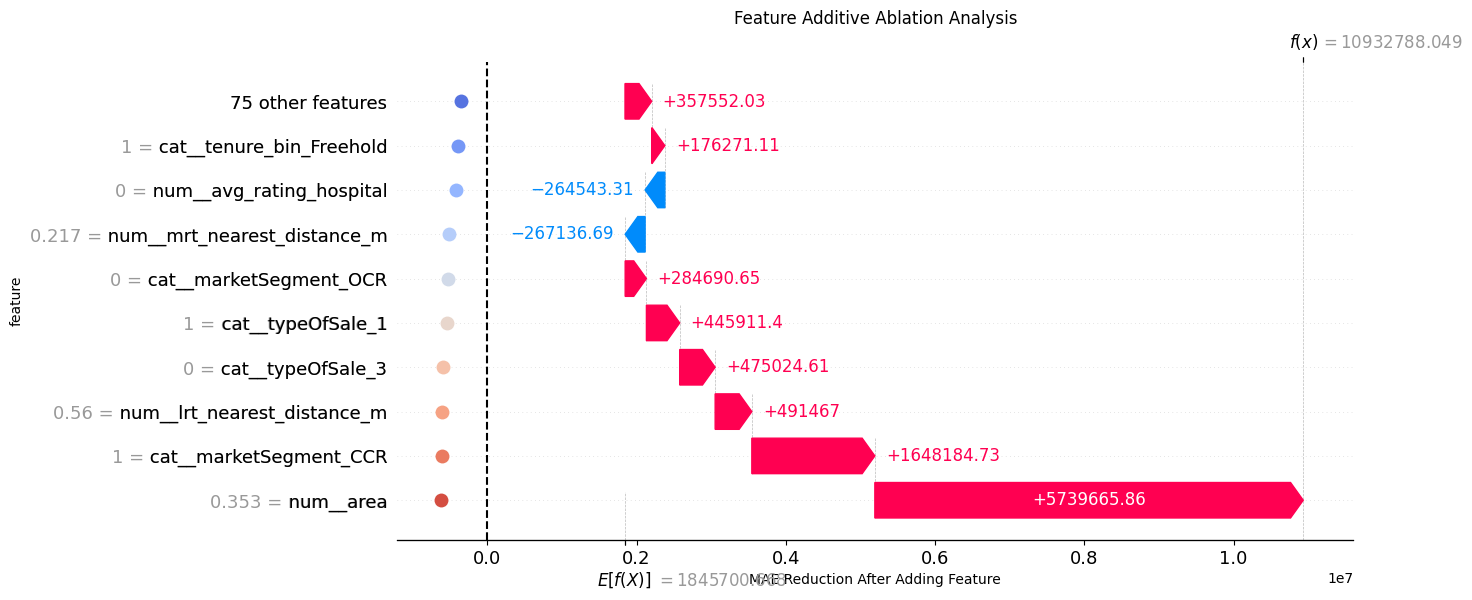 Feature Additive Ablation Analysis
f(x) = 10932788.049
75 other features
+357552.03
1 = cat__tenure_bin_Freehold
+176271.11
0 = num__avg_rating_hospital
−264543.31
0.217 = num__mrt_nearest_distance_m
−267136.69
0 = cat__marketSegment_OCR
+284690.65
1 = cat__typeOfSale_1
+445911.4
0 = cat__typeOfSale_3
+475024.61
0.56 = num__lrt_nearest_distance_m
+491467
1 = cat__marketSegment_CCR
+1648184.73
0.353 = num__area
+5739665.86
feature
0.0 0.2 0.4 0.6 0.8 1.0
1e7
E[f(X)] = 1845700.668
MAE Reduction After Adding Feature